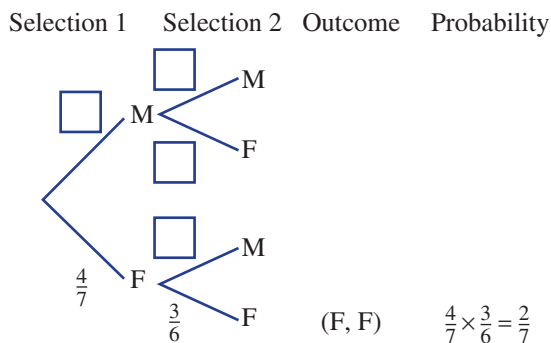 Selection 1 Selection 2 Outcome Probability
M
M
F
M
4/7 F
3/6 F (F, F) 4/7 × 3/6 = 2/7